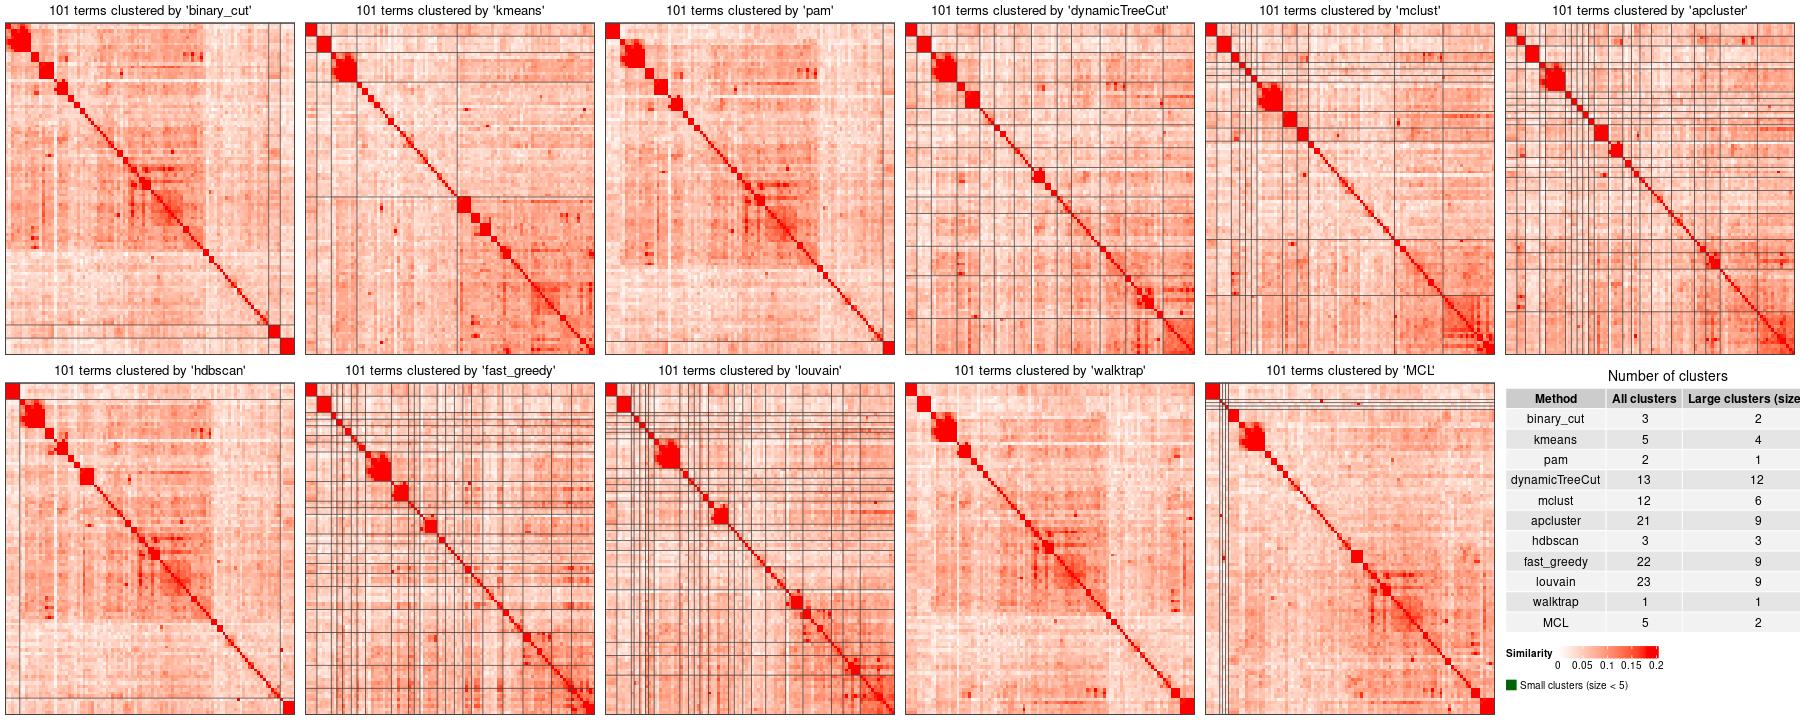 101 terms clustered by 'binary_cut'
101 terms clustered by 'kmeans'
101 terms clustered by 'pam'
101 terms clustered by 'dynamicTreeCut'
101 terms clustered by 'mclust'
101 terms clustered by 'apcluster'
101 terms clustered by 'hdbscan'
101 terms clustered by 'fast_greedy'
101 terms clustered by 'louvain'
101 terms clustered by 'walktrap'
101 terms clustered by 'MCL'
Number of clusters
Method All clusters Large clusters (size
binary_cut 3 2
kmeans 5 4
pam 2 1
dynamicTreeCut 13 12
mclust 12 6
apcluster 21 9
hdbscan 3 3
fast_greedy 22 9
louvain 23 9
walktrap 1 1
MCL 5 2
Similarity
0 0.05 0.1 0.15 0.2
Small clusters (size < 5)